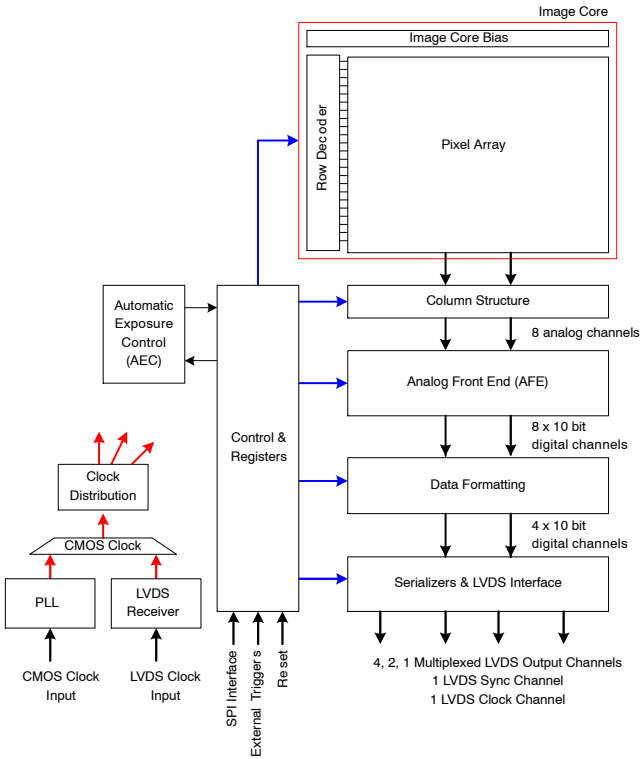 Image Core
Image Core Bias
Row Decoder
Pixel Array
Column Structure
8 analog channels
Automatic
Exposure
Control
(AEC)
Analog Front End (AFE)
Control &
Registers
8 x 10 bit
digital channels
Clock
Distribution
Data Formatting
CMOS Clock
4 x 10 bit
digital channels
PLL
LVDS
Receiver
Serializers & LVDS Interface
CMOS Clock
Input
LVDS Clock
Input
SPI Interface
External Triggers
Reset
4, 2, 1 Multiplexed LVDS Output Channels
1 LVDS Sync Channel
1 LVDS Clock Channel